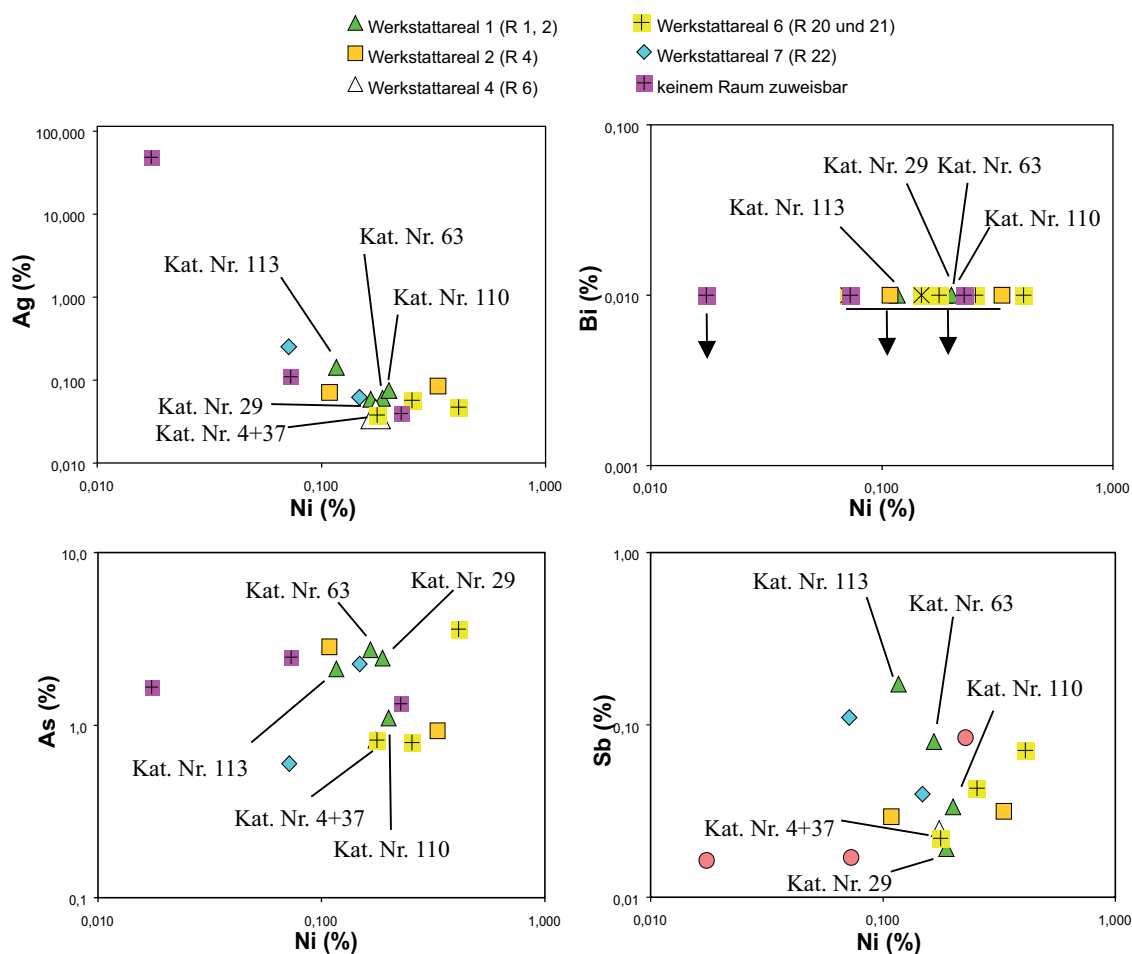 Werkstattareal 1 (R 1, 2)
Werkstattareal 2 (R 4)
Werkstattareal 4 (R 6)
Werkstattareal 6 (R 20 und 21)
Werkstattareal 7 (R 22)
keinem Raum zuweisbar
100,000
10,000
1,000
0,100
0,010
Ag (%)
Kat. Nr. 63
Kat. Nr. 113
Kat. Nr. 110
Kat. Nr. 29
Kat. Nr. 4+37
0,010
0,100
1,000
Ni (%)
0,100
0,010
0,001
Bi (%)
Kat. Nr. 29
Kat. Nr. 63
Kat. Nr. 113
Kat. Nr. 110
0,010
0,100
1,000
Ni (%)
10,0
1,0
0,1
As (%)
Kat. Nr. 29
Kat. Nr. 63
Kat. Nr. 113
Kat. Nr. 4+37
Kat. Nr. 110
0,010
0,100
1,000
Ni (%)
1,00
0,10
0,01
Sb (%)
Kat. Nr. 113
Kat. Nr. 63
Kat. Nr. 110
Kat. Nr. 4+37
Kat. Nr. 29
0,010
0,100
1,000
Ni (%)